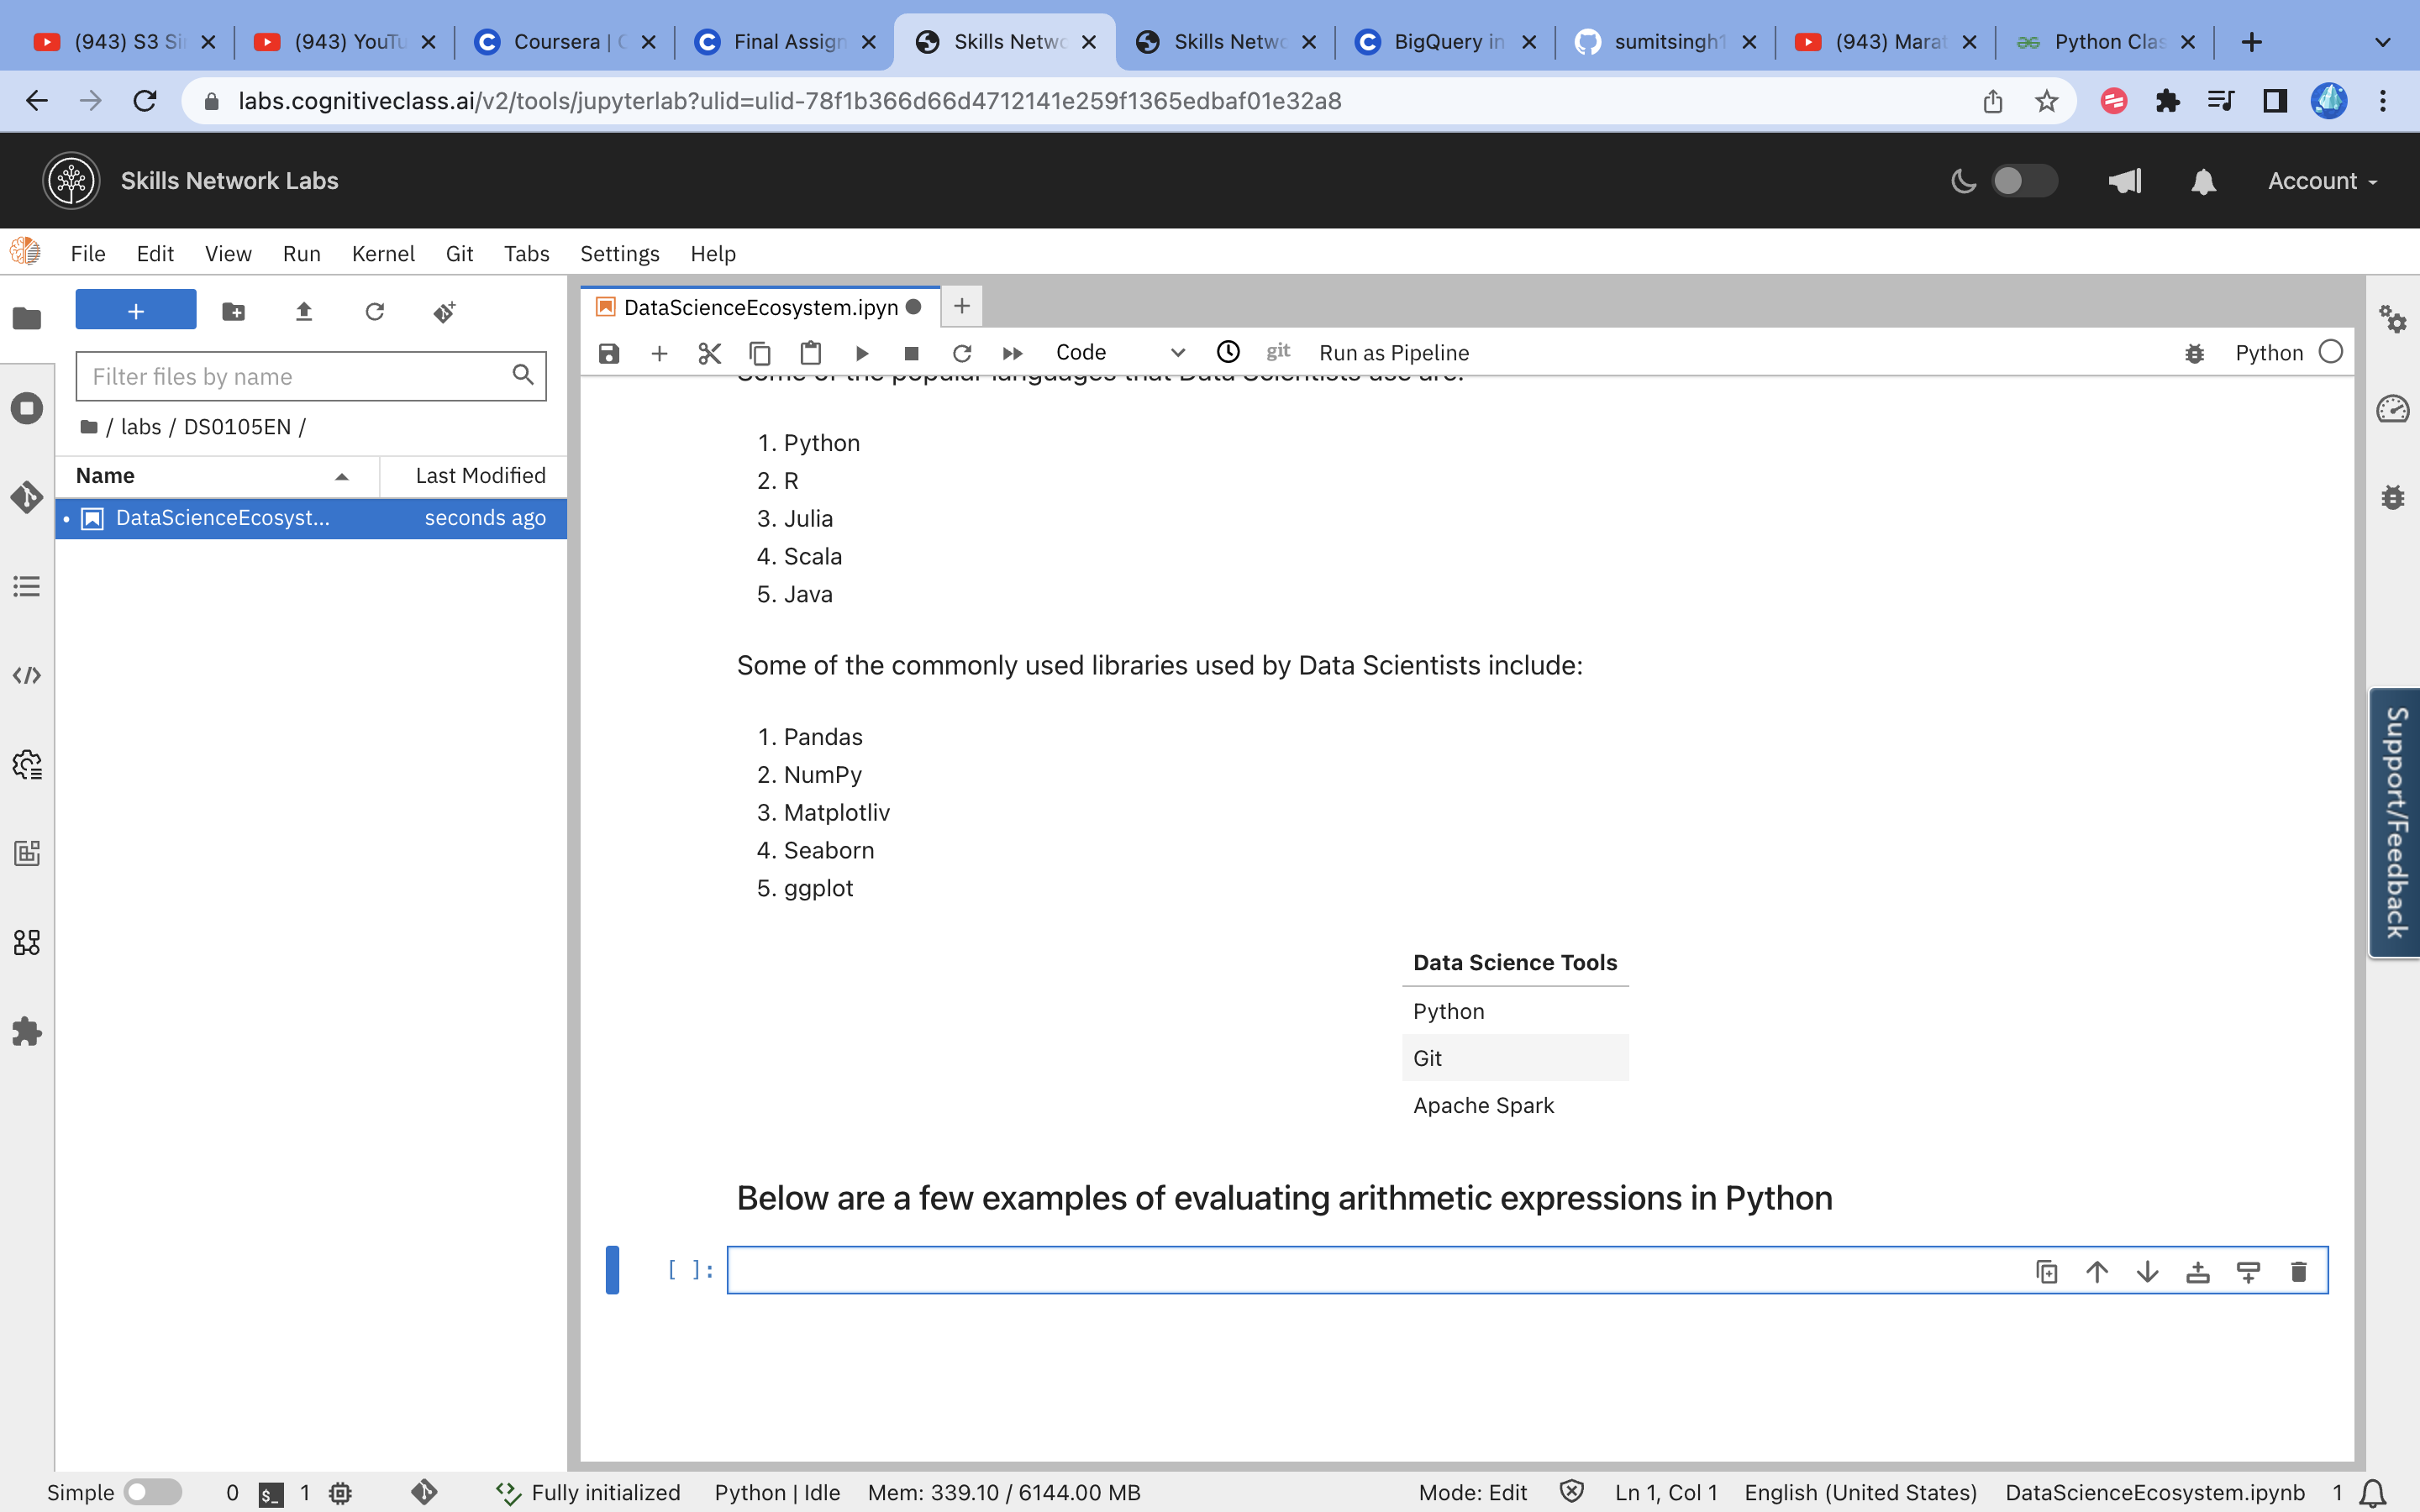 (943) S3 Si
(943) YouTu
Coursera | C
Final Assign
Skills Netwo
Skills Netwo
BigQuery in
sumitsingh1
(943) Marat
Python Clas
labs.cognitiveclass.ai/v2/tools/jupyterlab?ulid=ulid-78f1b366d66d4712141e259f1365edbaf01e32a8
Skills Network Labs
Account
File Edit View Run Kernel Git Tabs Settings Help
DataScienceEcosystem.ipyn
Code
git
Run as Pipeline
Python
Filter files by name
/ labs / DS0105EN /
Name
Last Modified
DataScienceEcosyst...
seconds ago
Some of the popular languages that Data Scientists use are:
1. Python
2. R
3. Julia
4. Scala
5. Java
Some of the commonly used libraries used by Data Scientists include:
1. Pandas
2. NumPy
3. Matplotliv
4. Seaborn
5. ggplot
Data Science Tools
Python
Git
Apache Spark
Below are a few examples of evaluating arithmetic expressions in Python
[ ]:
Support/Feedback
Simple
0
$_
1
Fully initialized
Python | Idle
Mem: 339.10 / 6144.00 MB
Mode: Edit
Ln 1, Col 1
English (United States)
DataScienceEcosystem.ipynb
1